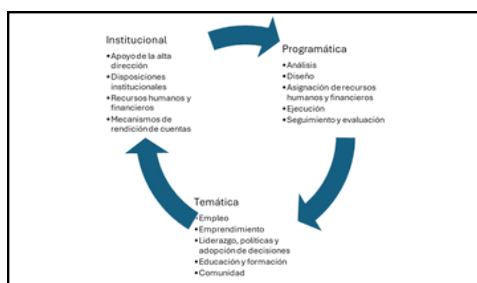 Institucional
•Apoyo de la alta
dirección
•Disposiciones
institucionales
•Recursos humanos y
financieros
•Mecanismos de
rendición de cuentas
Programática
•Análisis
•Diseño
•Asignación de recursos
humanos y financieros
•Ejecución
•Seguimiento y evaluación
Temática
•Empleo
•Emprendimiento
•Liderazgo, políticas y
adopción de decisiones
•Educación y formación
•Comunidad